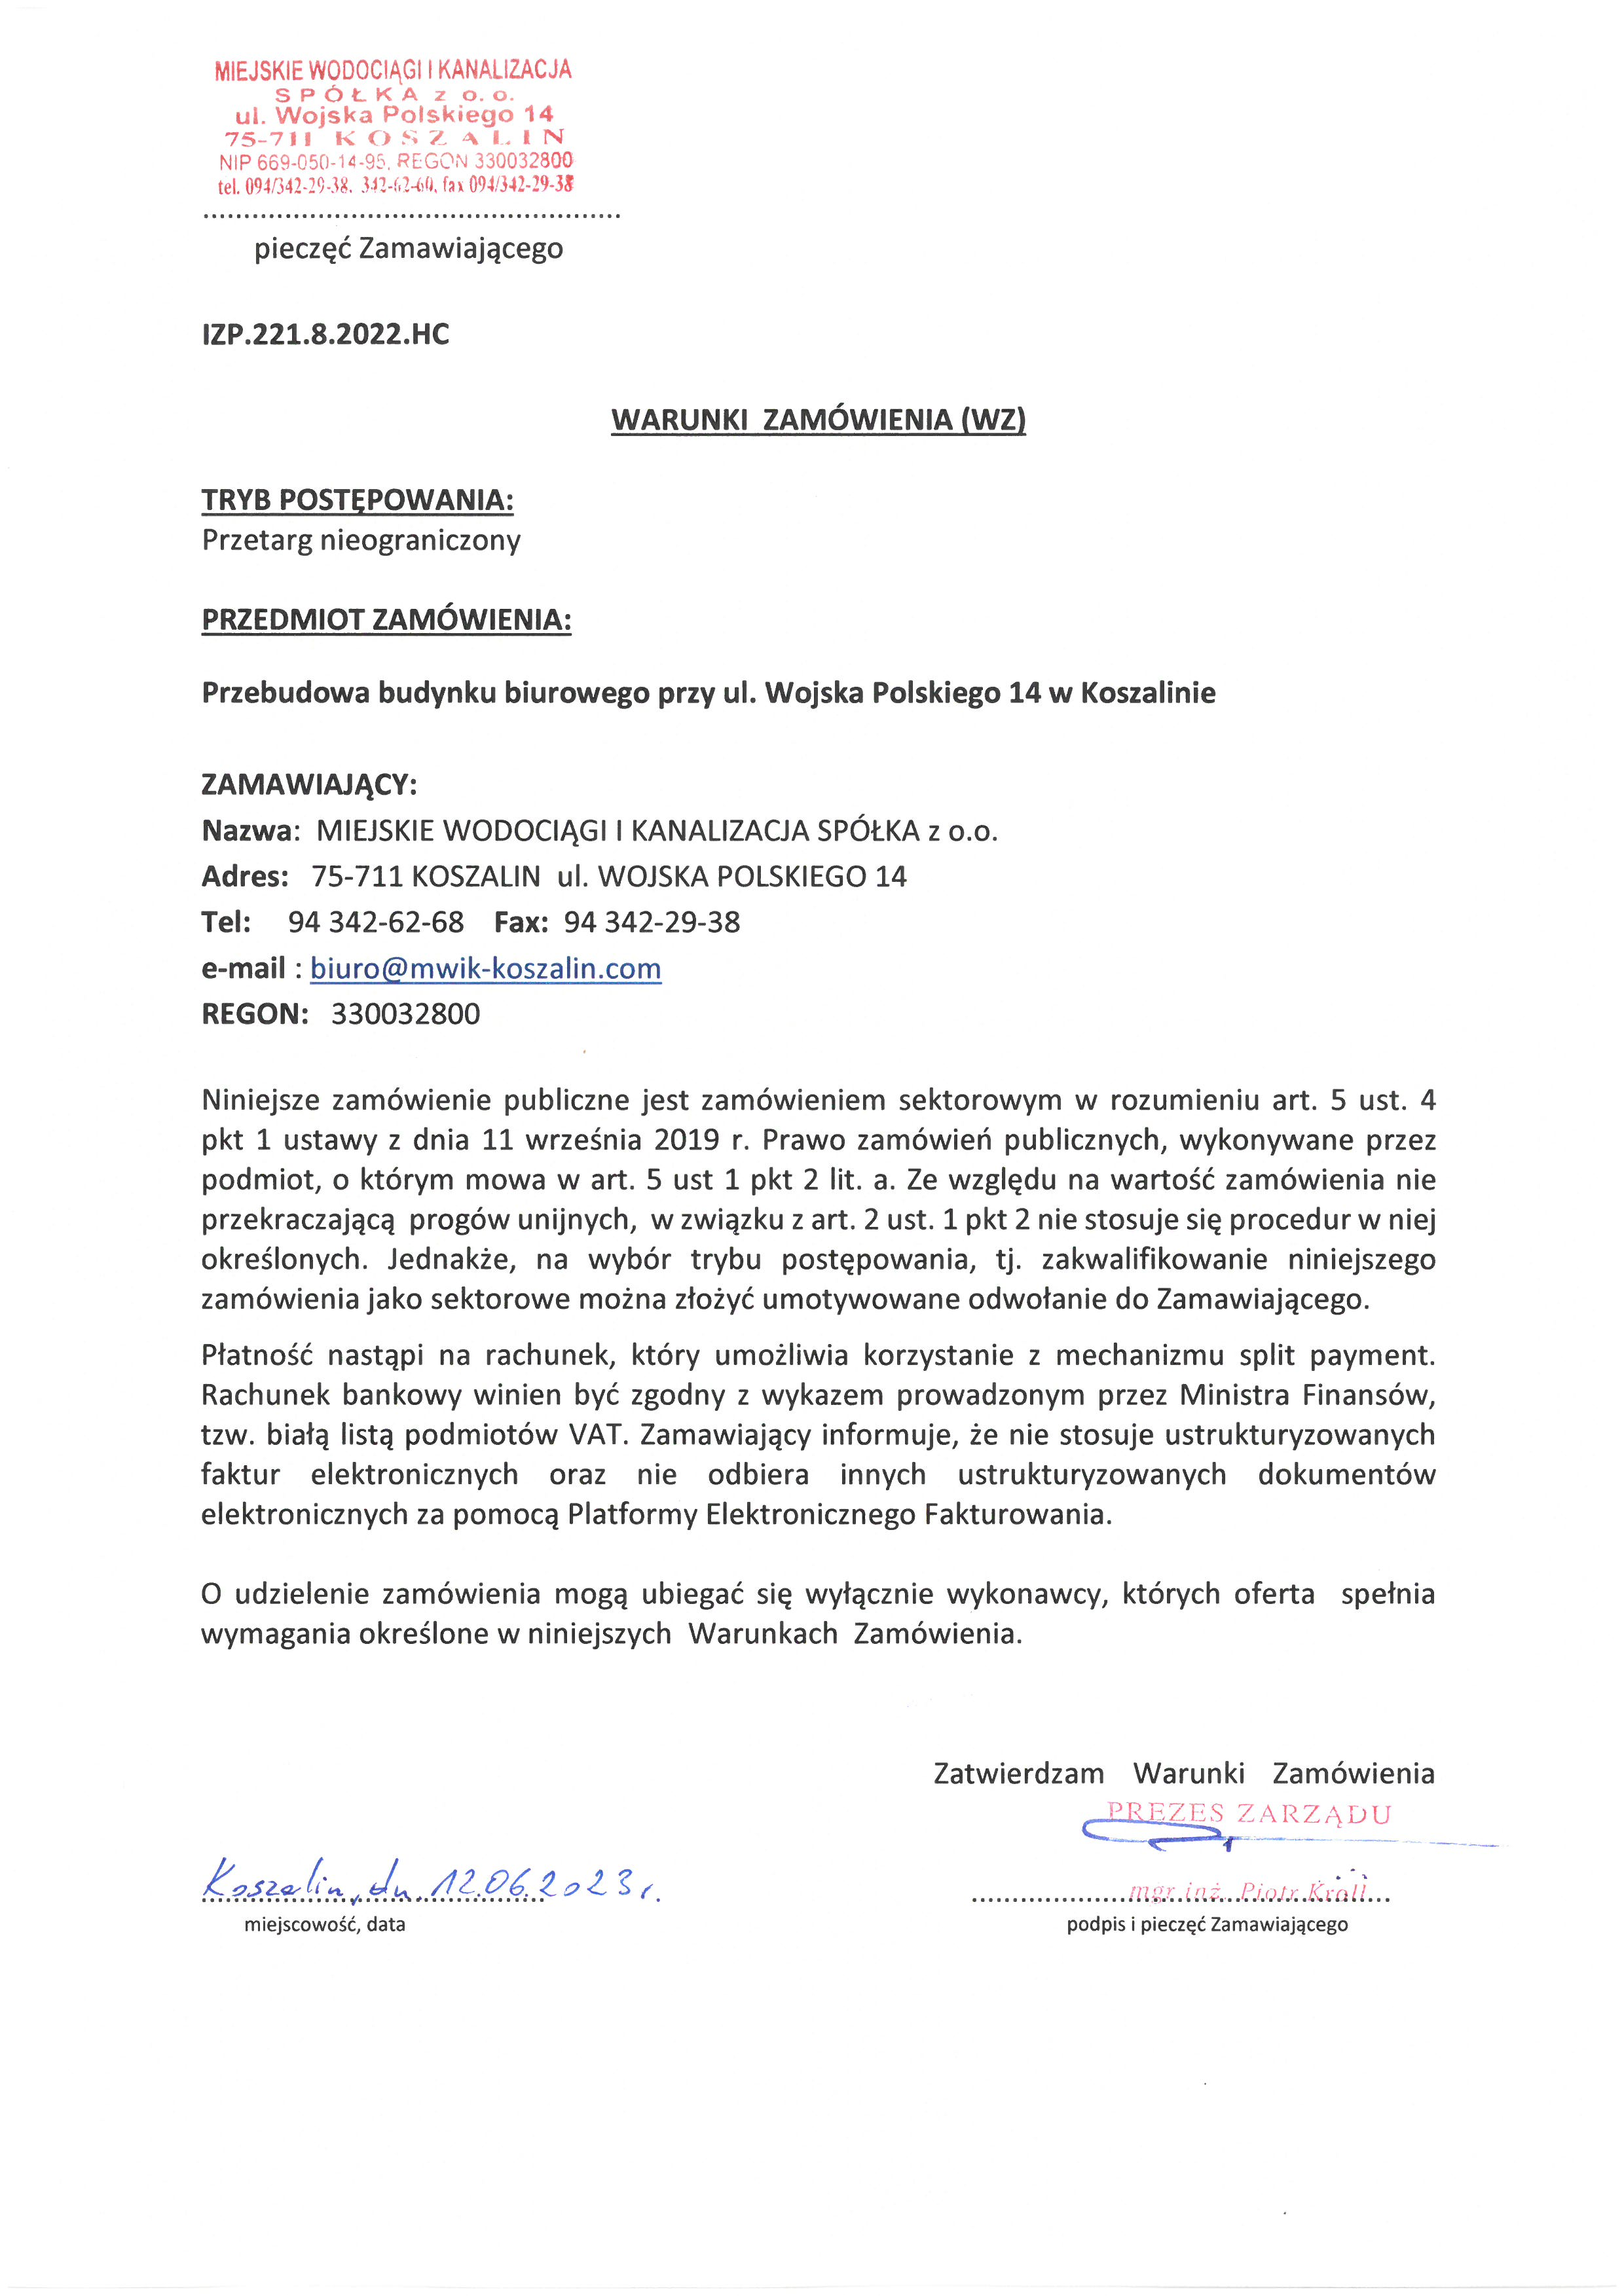 MIEJSKIE WODOCIĄGI I KANALIZACJA
SPÓŁKA z o.o.
ul. Wojska Polskiego 14
75-711 KOSZALIN
NIP 669-050-14-95, REGON 330032800
tel. 094/342-29-38, 342-62-60, fax 094/342-29-38
pieczęć Zamawiającego
IZP.221.8.2022.HC
WARUNKI ZAMÓWIENIA (WZ)
TRYB POSTĘPOWANIA:
Przetarg nieograniczony
PRZEDMIOT ZAMÓWIENIA:
Przebudowa budynku biurowego przy ul. Wojska Polskiego 14 w Koszalinie
ZAMAWIAJĄCY:
Nazwa: MIEJSKIE WODOCIĄGI I KANALIZACJA SPÓŁKA z o.o.
Adres: 75-711 KOSZALIN ul. WOJSKA POLSKIEGO 14
Tel: 94 342-62-68 Fax: 94 342-29-38
e-mail : biuro@mwik-koszalin.com
REGON: 330032800
Niniejsze zamówienie publiczne jest zamówieniem sektorowym w rozumieniu art. 5 ust. 4
pkt 1 ustawy z dnia 11 września 2019 r. Prawo zamówień publicznych, wykonywane przez
podmiot, o którym mowa w art. 5 ust 1 pkt 2 lit. a. Ze względu na wartość zamówienia nie
przekraczającą progów unijnych, w związku z art. 2 ust. 1 pkt 2 nie stosuje się procedur w niej
określonych. Jednakże, na wybór trybu postępowania, tj. zakwalifikowanie niniejszego
zamówienia jako sektorowe można złożyć umotywowane odwołanie do Zamawiającego.
Płatność nastąpi na rachunek, który umożliwia korzystanie z mechanizmu split payment.
Rachunek bankowy winien być zgodny z wykazem prowadzonym przez Ministra Finansów,
tzw. białą listą podmiotów VAT. Zamawiający informuje, że nie stosuje ustrukturyzowanych
faktur elektronicznych oraz nie odbiera innych ustrukturyzowanych dokumentów
elektronicznych za pomocą Platformy Elektronicznego Fakturowania.
O udzielenie zamówienia mogą ubiegać się wyłącznie wykonawcy, których oferta spełnia
wymagania określone w niniejszych Warunkach Zamówienia.
Zatwierdzam Warunki Zamówienia
PREZES ZARZĄDU
Koszalin, dn. 12.06.2023 r.
mgr inż. Piotr Króll
miejscowość, data
podpis i pieczęć Zamawiającego